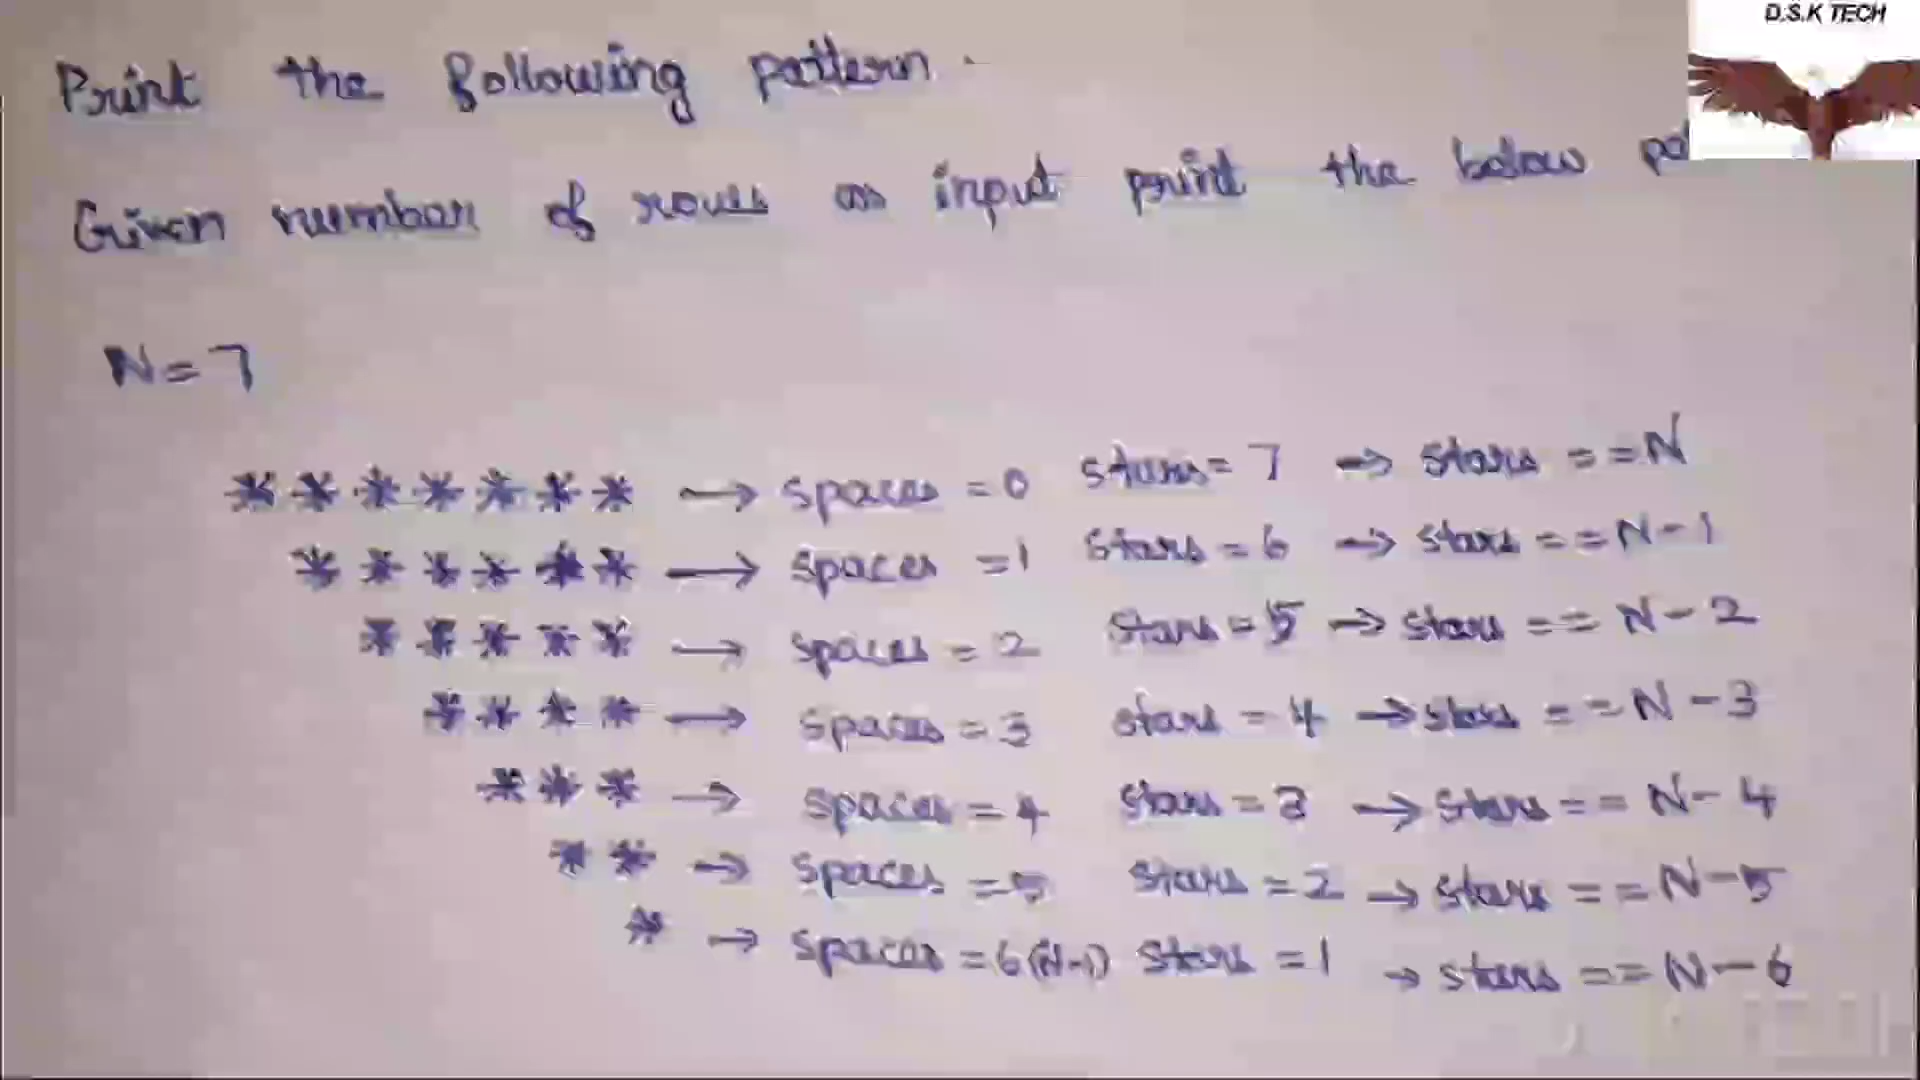 D.S.K TECH
Print the following pattern.
Given number of rows as input print the below
N=7
******* → spaces =0 stars=7 → stars ==N
****** → spaces =1 stars=6 → stars ==N-1
***** → spaces =2 stars=5 → stars == N-2
**** → spaces =3 stars =4 → stars ==N-3
*** → spaces =4 stars =3 → stars == N-4
** → spaces =5 stars =2 → stars ==N-5
* → spaces =6(N-1) stars =1 → stars ==N-6